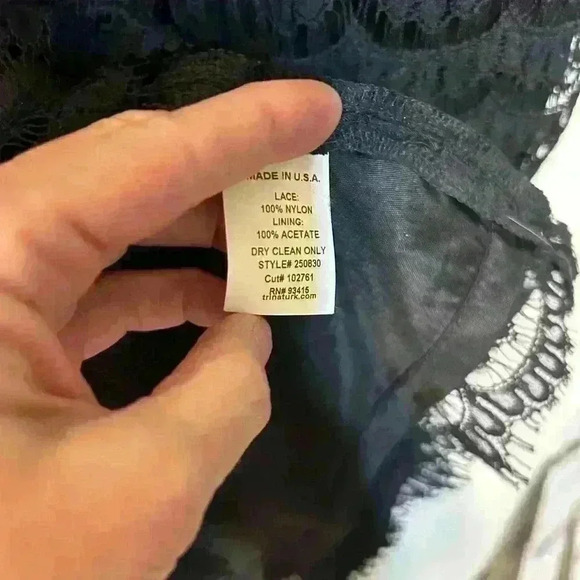 MADE IN U.S.A.
LACE:
100% NYLON
LINING:
100% ACETATE
DRY CLEAN ONLY
STYLE# 250830
Cut# 102761
RN# 93415
trinaturk.com